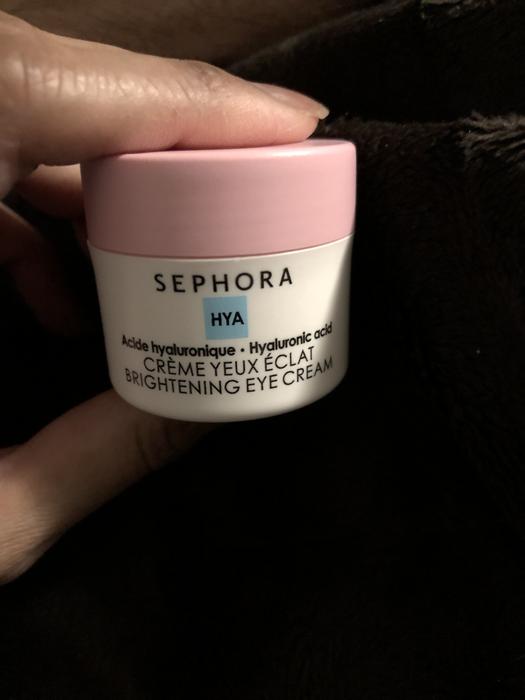 SEPHORA
HYA
Acide hyaluronique • Hyaluronic acid
CRÈME YEUX ÉCLAT
BRIGHTENING EYE CREAM